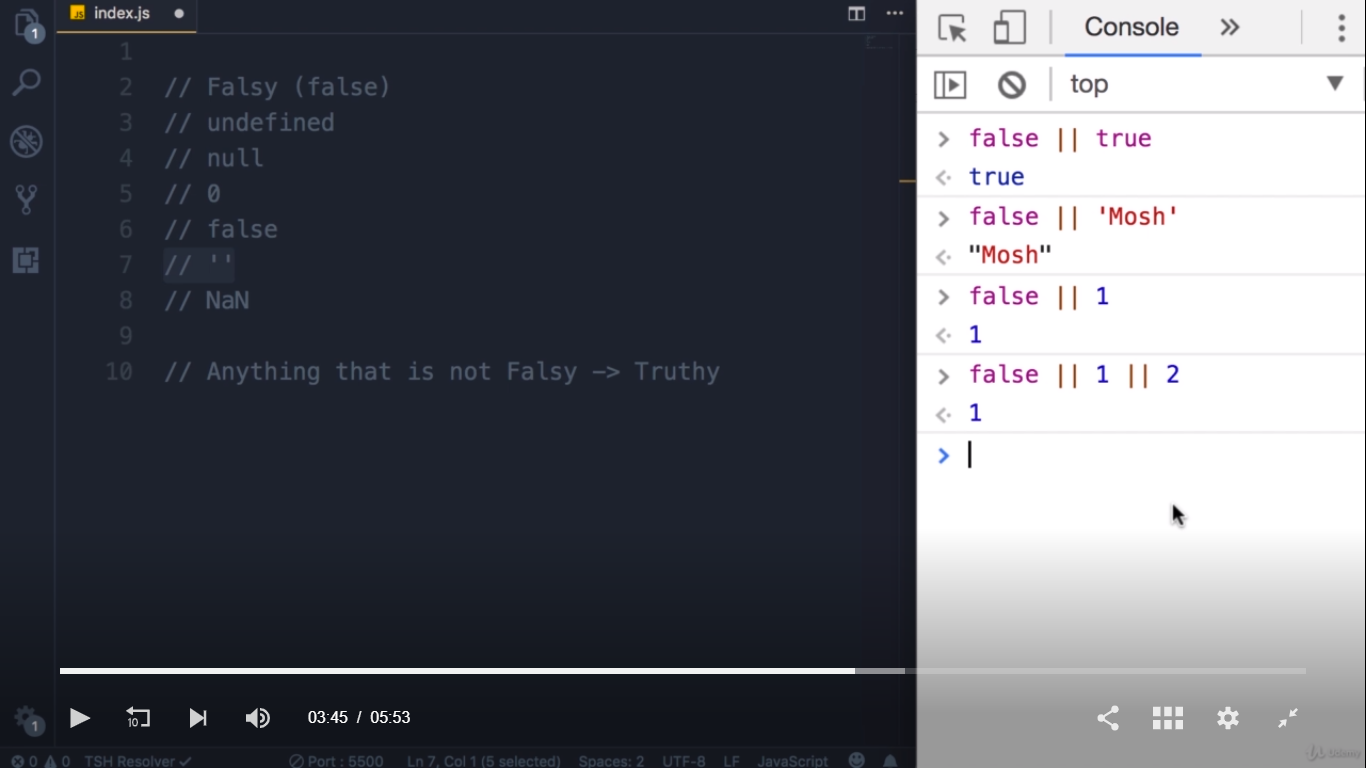 1
JS index.js
1
2 // Falsy (false)
3 // undefined
4 // null
5 // 0
6 // false
7 // ''
8 // NaN
9
10 // Anything that is not Falsy –> Truthy
Console
top
> false || true
<· true
> false || 'Mosh'
<· "Mosh"
> false || 1
<· 1
> false || 1 || 2
<· 1
>
10
03:45 / 05:53
1
0 0 TSH Resolver ✓ Port : 5500 Ln 7, Col 1 (5 selected) Spaces: 2 UTF-8 LF JavaScript
Udemy